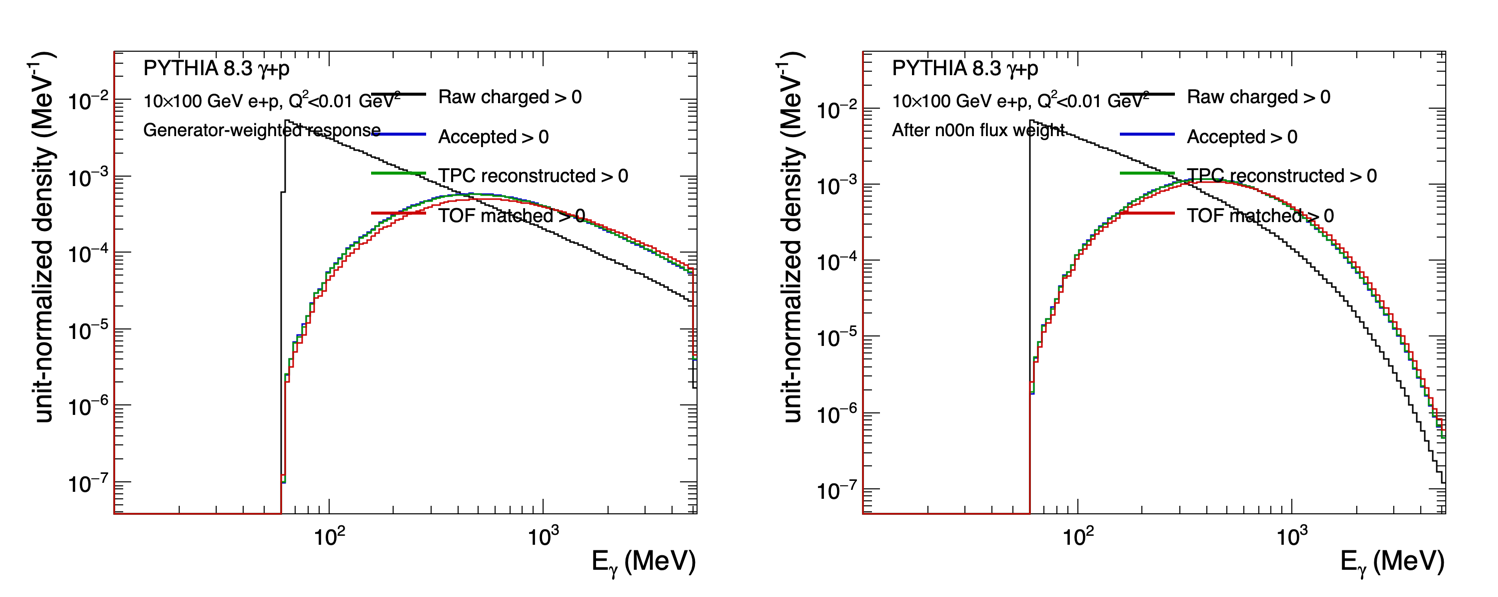 PYTHIA 8.3 γ+p
10×100 GeV e+p, Q²<0.01 GeV²
Generator-weighted response
Raw charged > 0
Accepted > 0
TPC reconstructed > 0
TOF matched > 0
unit-normalized density (MeV⁻¹)
10⁻²
10⁻³
10⁻⁴
10⁻⁵
10⁻⁶
10⁻⁷
10² 10³
Eγ (MeV)
PYTHIA 8.3 γ+p
10×100 GeV e+p, Q²<0.01 GeV²
After n00n flux weight
Raw charged > 0
Accepted > 0
TPC reconstructed > 0
TOF matched > 0
unit-normalized density (MeV⁻¹)
10⁻²
10⁻³
10⁻⁴
10⁻⁵
10⁻⁶
10⁻⁷
10² 10³
Eγ (MeV)